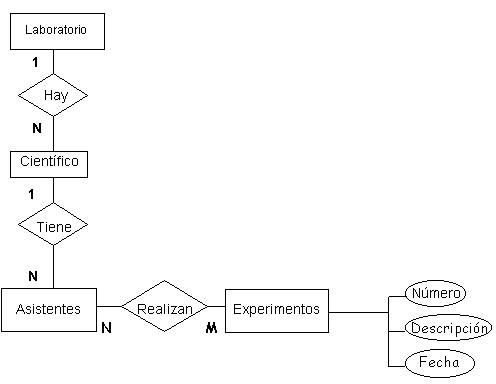 Laboratorio
1
Hay
N
Científico
1
Tiene
N
Asistentes
N
Realizan
M
Experimentos
Número
Descripción
Fecha